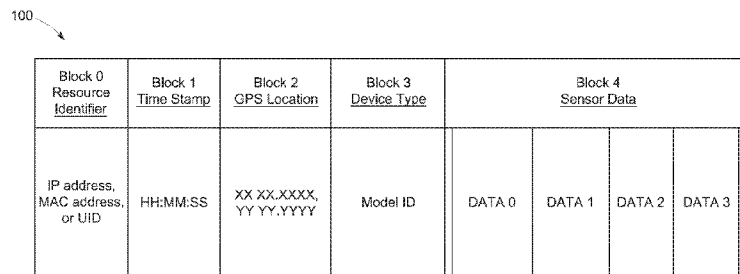 100
Block 0
Resource
Identifier
Block 1
Time Stamp
Block 2
GPS Location
Block 3
Device Type
Block 4
Sensor Data
IP address,
MAC address,
or UID
HH:MM:SS
XX XX.XXXX,
YY YY.YYYY
Model ID
DATA 0
DATA 1
DATA 2
DATA 3